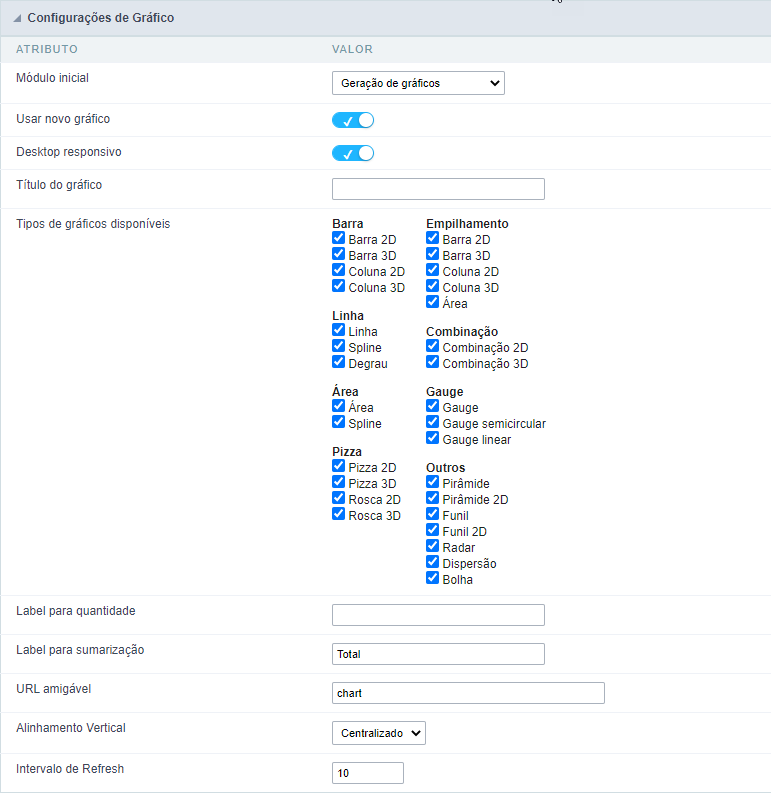 Configurações de Gráfico
ATRIBUTO VALOR
Módulo inicial Geração de gráficos
Usar novo gráfico
Desktop responsivo
Título do gráfico
Tipos de gráficos disponíveis
Barra Empilhamento
Barra 2D Barra 2D
Barra 3D Barra 3D
Coluna 2D Coluna 2D
Coluna 3D Coluna 3D
Área
Linha
Linha Combinação
Spline Combinação 2D
Degrau Combinação 3D
Área Gauge
Área Gauge
Spline Gauge semicircular
Gauge linear
Pizza
Pizza 2D Outros
Pizza 3D Pirâmide
Rosca 2D Pirâmide 2D
Rosca 3D Funil
Funil 2D
Radar
Dispersão
Bolha
Label para quantidade
Label para sumarização Total
URL amigável chart
Alinhamento Vertical Centralizado
Intervalo de Refresh 10